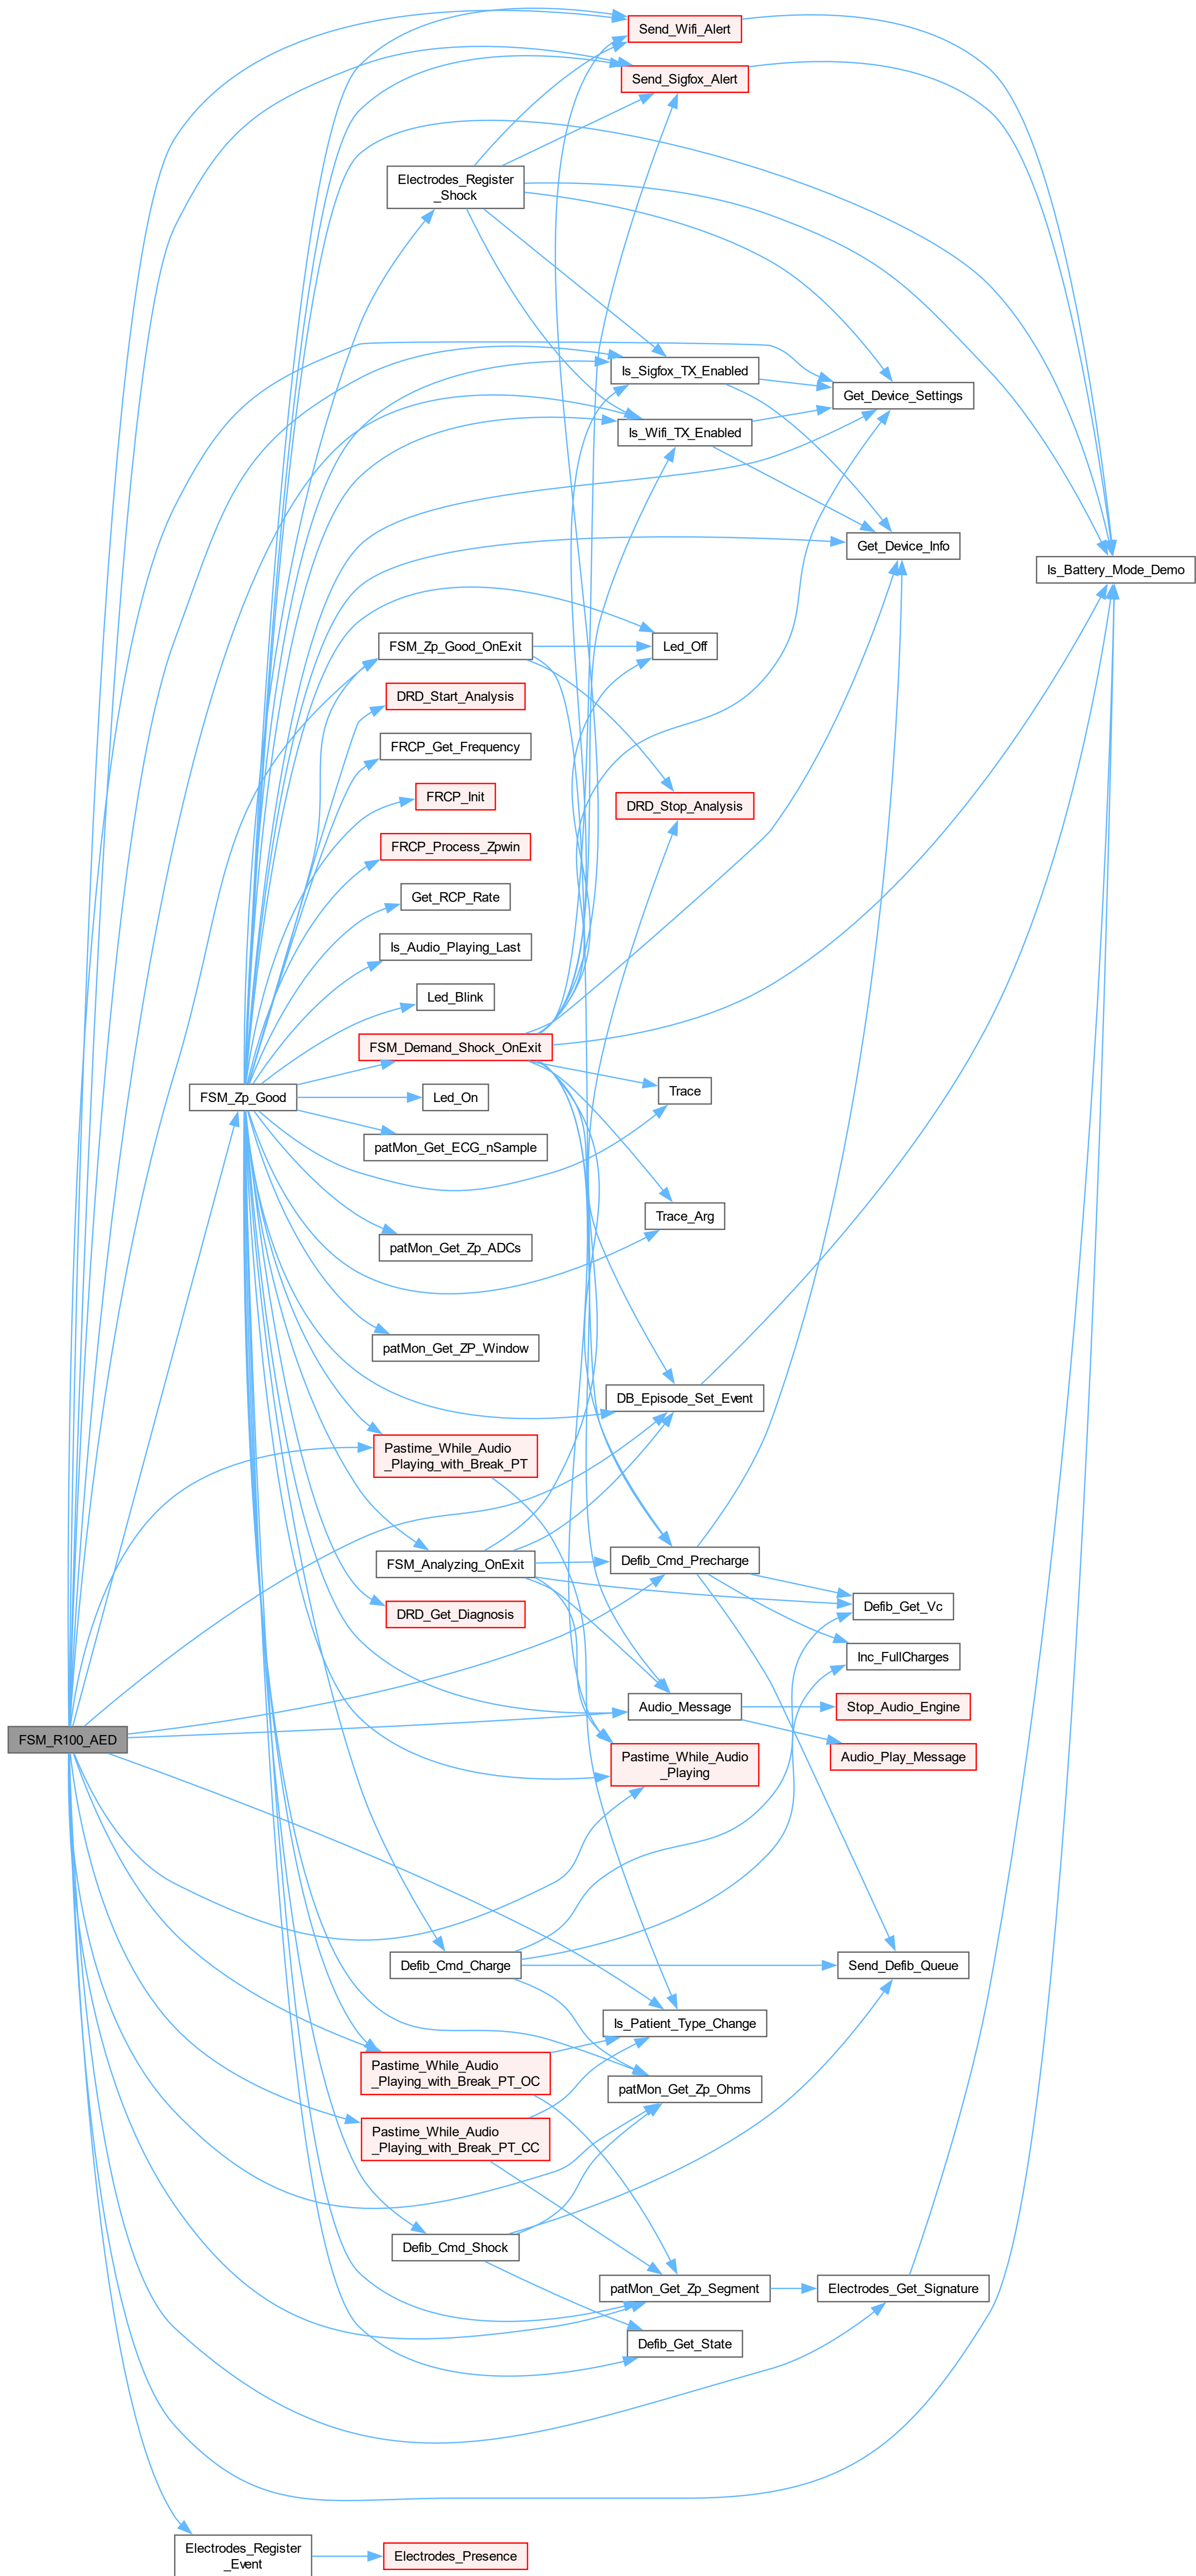 Send_Wifi_Alert
Send_Sigfox_Alert
Electrodes_Register
_Shock
Is_Sigfox_TX_Enabled
Get_Device_Settings
Is_Wifi_TX_Enabled
Get_Device_Info
Is_Battery_Mode_Demo
FSM_Zp_Good_OnExit
Led_Off
DRD_Start_Analysis
FRCP_Get_Frequency
FRCP_Init
DRD_Stop_Analysis
FRCP_Process_Zpwin
Get_RCP_Rate
Is_Audio_Playing_Last
Led_Blink
FSM_Demand_Shock_OnExit
Trace
FSM_Zp_Good
Led_On
patMon_Get_ECG_nSample
Trace_Arg
patMon_Get_Zp_ADCs
patMon_Get_ZP_Window
DB_Episode_Set_Event
Pastime_While_Audio
_Playing_with_Break_PT
FSM_Analyzing_OnExit
Defib_Cmd_Precharge
DRD_Get_Diagnosis
Defib_Get_Vc
Inc_FullCharges
Audio_Message
Stop_Audio_Engine
FSM_R100_AED
Audio_Play_Message
Pastime_While_Audio
_Playing
Defib_Cmd_Charge
Send_Defib_Queue
Is_Patient_Type_Change
Pastime_While_Audio
_Playing_with_Break_PT_OC
patMon_Get_Zp_Ohms
Pastime_While_Audio
_Playing_with_Break_PT_CC
Defib_Cmd_Shock
patMon_Get_Zp_Segment
Electrodes_Get_Signature
Defib_Get_State
Electrodes_Register
_Event
Electrodes_Presence